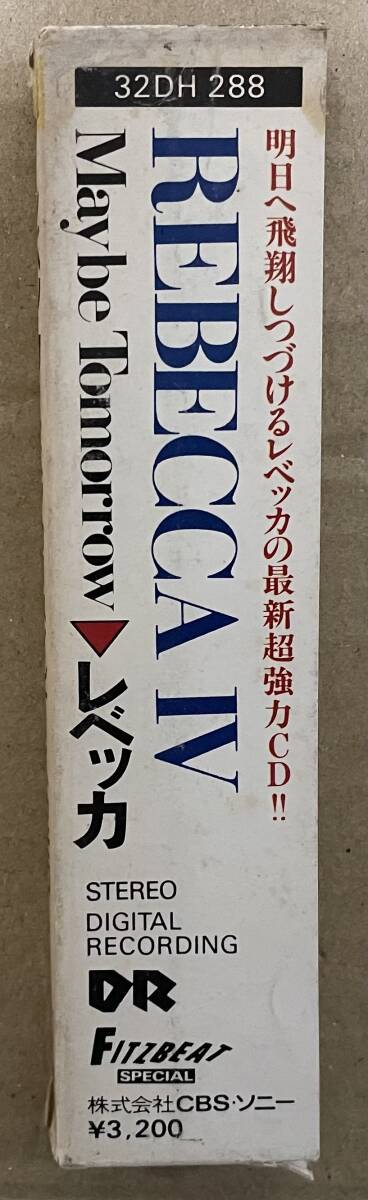 32DH 288
明日へ飛翔しつづけるレベッカの最新超強力CD!!
REBECCA IV
Maybe Tomorrow▼レベッカ
STEREO
DIGITAL
RECORDING
DR
FITZBEAT
SPECIAL
株式会社CBS・ソニー
¥3,200